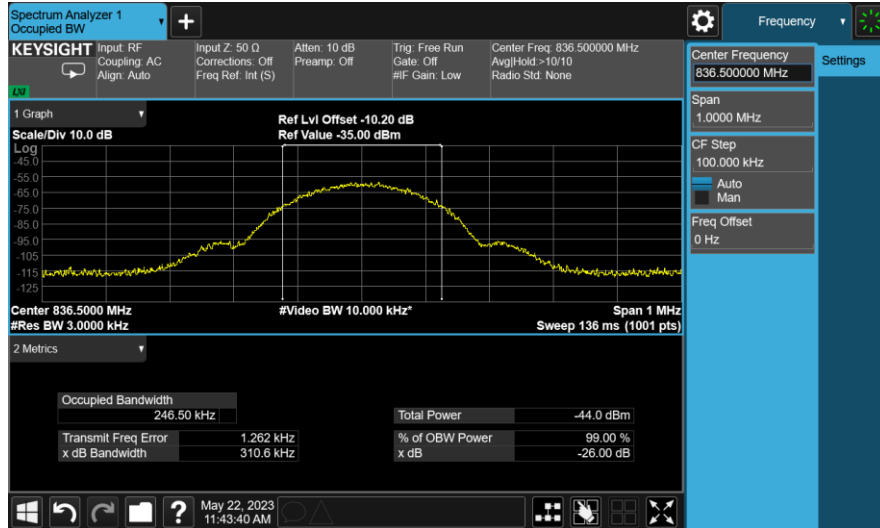 Spectrum Analyzer 1
Occupied BW
Frequency
KEYSIGHT
Input: RF
Coupling: AC
Align: Auto
Input Z: 50 Ω
Corrections: Off
Freq Ref: Int (S)
Atten: 10 dB
Preamp: Off
Trig: Free Run
Gate: Off
#IF Gain: Low
Center Freq: 836.500000 MHz
Avg|Hold:>10/10
Radio Std: None
LXI
1 Graph
Scale/Div 10.0 dB
Ref Lvl Offset -10.20 dB
Ref Value -35.00 dBm
Log
-45.0
-55.0
-65.0
-75.0
-85.0
-95.0
-105
-115
-125
Center 836.5000 MHz
#Video BW 10.000 kHz*
Span 1 MHz
#Res BW 3.0000 kHz
Sweep 136 ms (1001 pts)
2 Metrics
Occupied Bandwidth
246.50 kHz
Total Power -44.0 dBm
Transmit Freq Error 1.262 kHz
% of OBW Power 99.00 %
x dB Bandwidth 310.6 kHz
x dB -26.00 dB
Center Frequency
836.500000 MHz
Settings
Span
1.0000 MHz
CF Step
100.000 kHz
Auto
Man
Freq Offset
0 Hz
?
May 22, 2023
11:43:40 AM